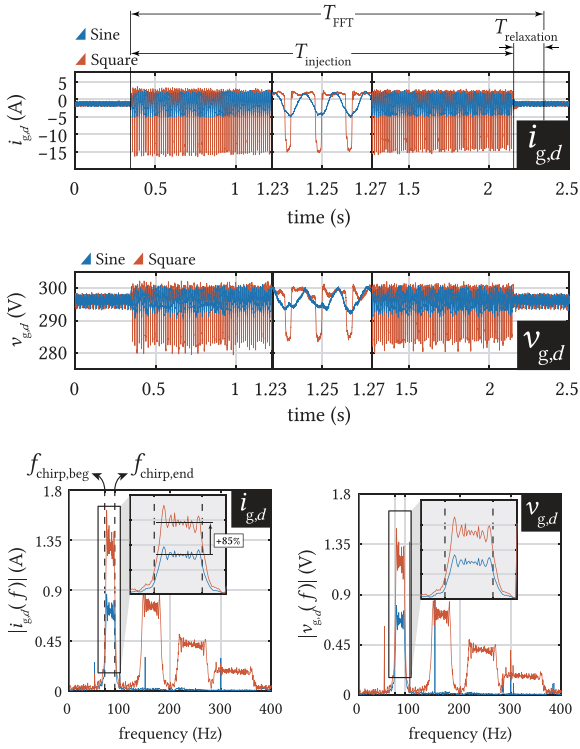 T_FFT
Sine
Square
T_injection
T_relaxation
i_g,d (A)
5
0
−5
−10
−15
i_g,d
0 0.5 1 1.23 1.25 1.27 1.5 2 2.5
time (s)
Sine Square
v_g,d (V)
300
290
275
v_g,d
0 0.5 1 1.23 1.25 1.27 1.5 2 2.5
time (s)
f_chirp,beg f_chirp,end
|i_g,d(f)| (A)
1.8
1.35
0.9
0.45
0
+85%
i_g,d
0 100 200 300 400
frequency (Hz)
|v_g,d(f)| (V)
1.8
1.35
0.9
0.45
0
v_g,d
0 100 200 300 400
frequency (Hz)